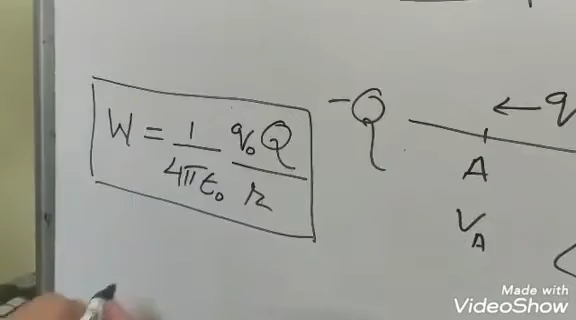 W = 1/4πε₀ q₀Q/r
-Q
← q
A
V_A
Made with
VideoShow